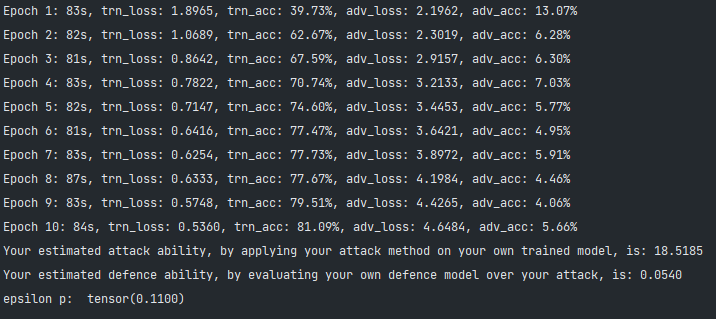 Epoch 1: 83s, trn_loss: 1.8965, trn_acc: 39.73%, adv_loss: 2.1962, adv_acc: 13.07%
Epoch 2: 82s, trn_loss: 1.0689, trn_acc: 62.67%, adv_loss: 2.3019, adv_acc: 6.28%
Epoch 3: 81s, trn_loss: 0.8642, trn_acc: 67.59%, adv_loss: 2.9157, adv_acc: 6.30%
Epoch 4: 83s, trn_loss: 0.7822, trn_acc: 70.74%, adv_loss: 3.2133, adv_acc: 7.03%
Epoch 5: 82s, trn_loss: 0.7147, trn_acc: 74.60%, adv_loss: 3.4453, adv_acc: 5.77%
Epoch 6: 81s, trn_loss: 0.6416, trn_acc: 77.47%, adv_loss: 3.6421, adv_acc: 4.95%
Epoch 7: 83s, trn_loss: 0.6254, trn_acc: 77.73%, adv_loss: 3.8972, adv_acc: 5.91%
Epoch 8: 87s, trn_loss: 0.6333, trn_acc: 77.67%, adv_loss: 4.1984, adv_acc: 4.46%
Epoch 9: 83s, trn_loss: 0.5748, trn_acc: 79.51%, adv_loss: 4.4265, adv_acc: 4.06%
Epoch 10: 84s, trn_loss: 0.5360, trn_acc: 81.09%, adv_loss: 4.6484, adv_acc: 5.66%
Your estimated attack ability, by applying your attack method on your own trained model, is: 18.5185
Your estimated defence ability, by evaluating your own defence model over your attack, is: 0.0540
epsilon p:  tensor(0.1100)